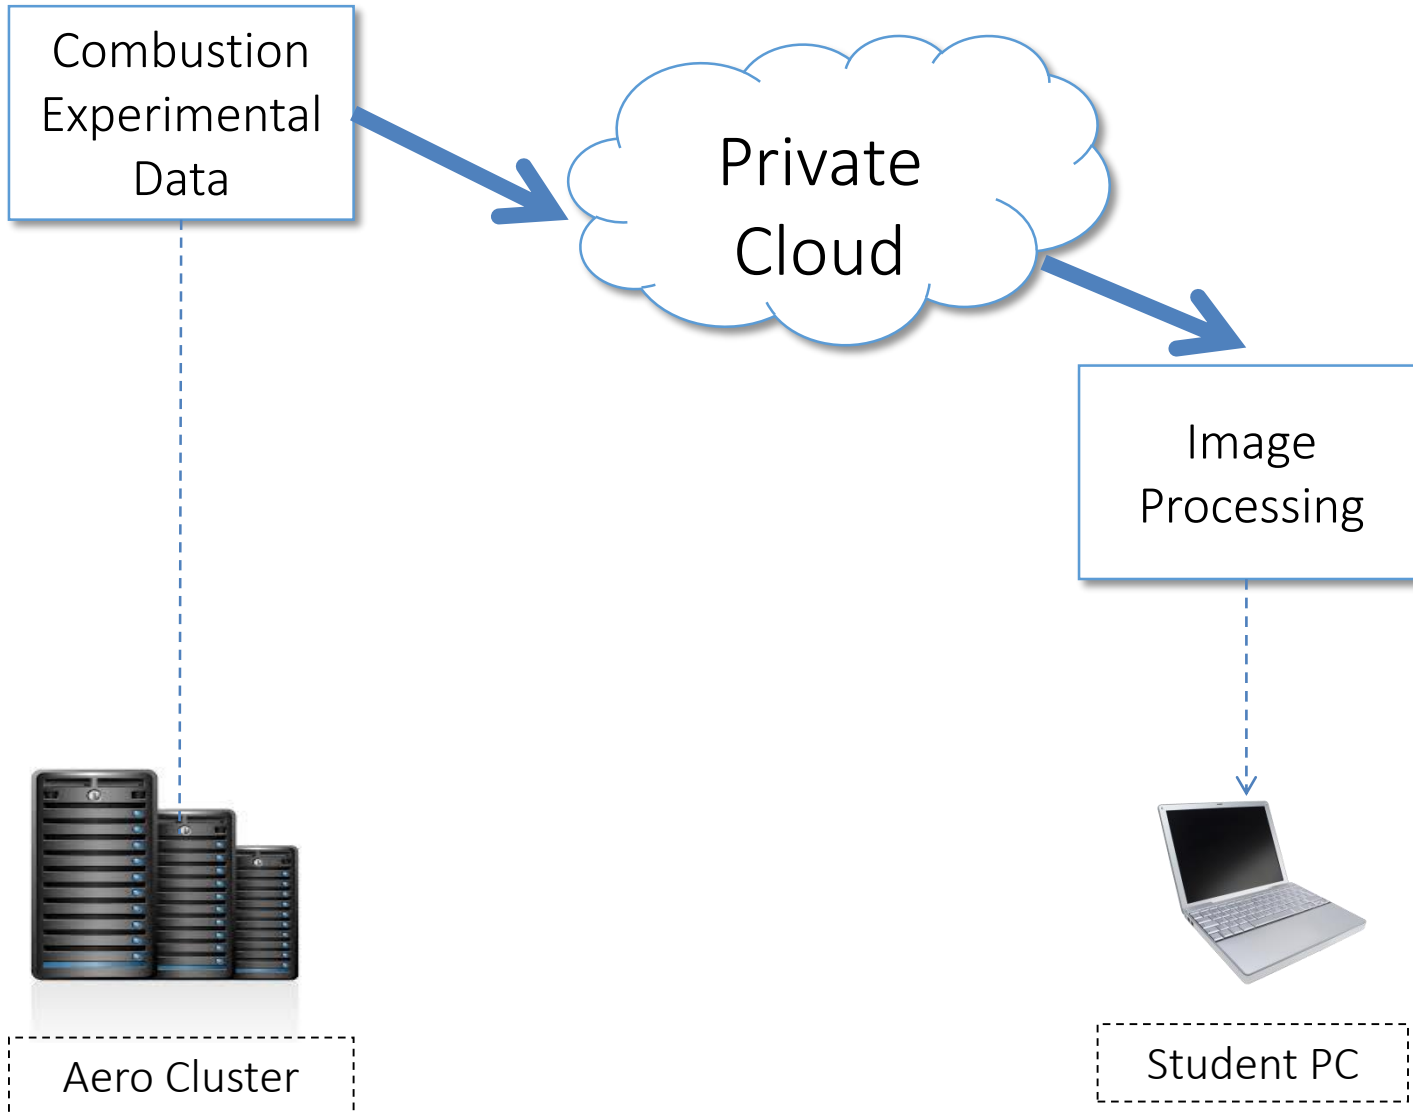 Combustion
Experimental
Data
Private
Cloud
Image
Processing
Aero Cluster
Student PC